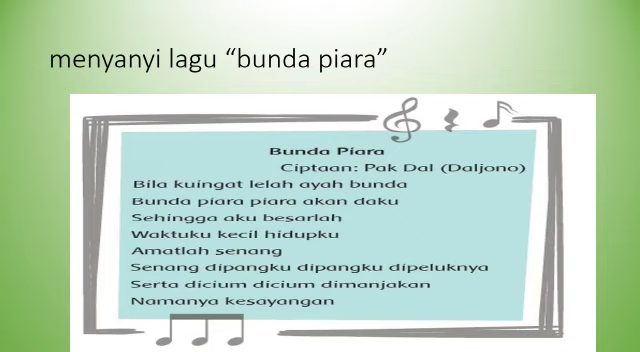 menyanyi lagu “bunda piara”
Bunda Piara
Ciptaan: Pak Dal (Daljono)
Bila kuingat lelah ayah bunda
Bunda piara piara akan daku
Sehingga aku besarlah
Waktuku kecil hidupku
Amatlah senang
Senang dipangku dipangku dipeluknya
Serta dicium dicium dimanjakan
Namanya kesayangan